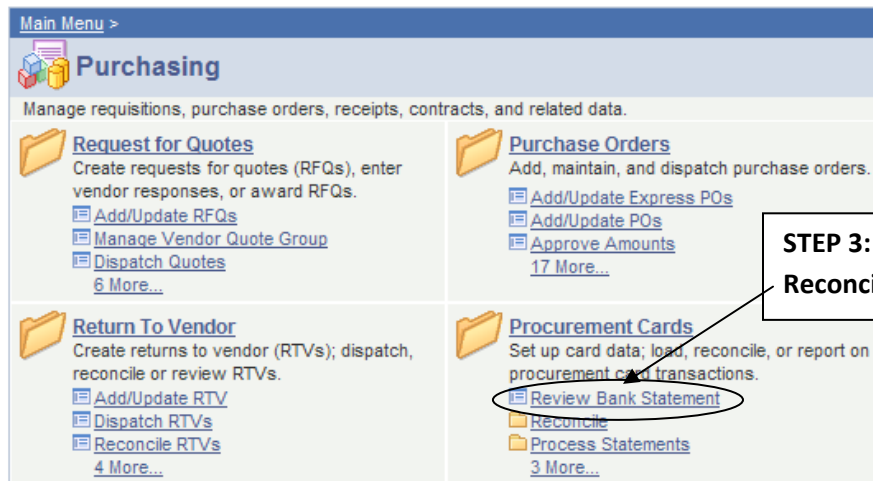 Main Menu >
Purchasing
Manage requisitions, purchase orders, receipts, contracts, and related data.
Request for Quotes
Create requests for quotes (RFQs), enter
vendor responses, or award RFQs.
Add/Update RFQs
Manage Vendor Quote Group
Dispatch Quotes
6 More...
Purchase Orders
Add, maintain, and dispatch purchase orders.
Add/Update Express POs
Add/Update POs
Approve Amounts
17 More...
STEP 3:
Reconci
Return To Vendor
Create returns to vendor (RTVs); dispatch,
reconcile or review RTVs.
Add/Update RTV
Dispatch RTVs
Reconcile RTVs
4 More...
Procurement Cards
Set up card data; load, reconcile, or report on
procurement card transactions.
Review Bank Statement
Reconcile
Process Statements
3 More...